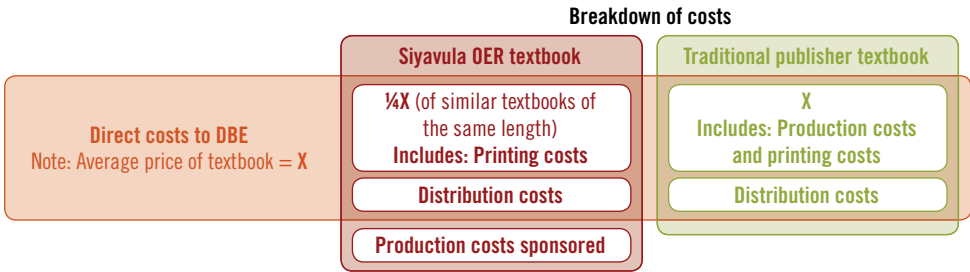 Breakdown of costs
Siyavula OER textbook
Traditional publisher textbook
Direct costs to DBE
Note: Average price of textbook = X
¼X (of similar textbooks of
the same length)
Includes: Printing costs
X
Includes: Production costs
and printing costs
Distribution costs
Distribution costs
Production costs sponsored